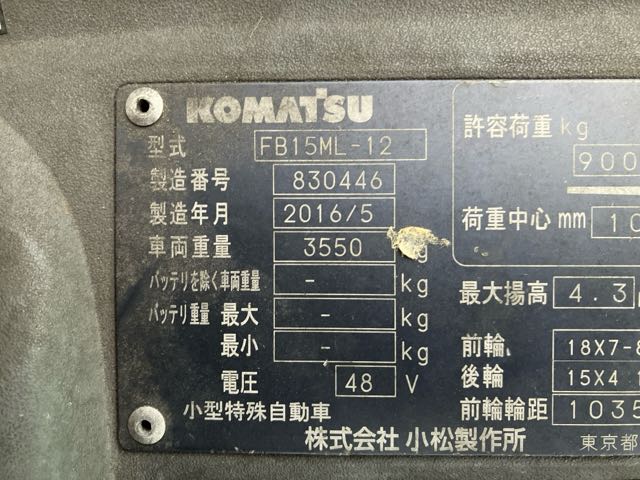 KOMATSU
型式 FB15ML-12
製造番号 830446
製造年月 2016/5
車両重量 3550 kg
バッテリを除く車両重量 - kg
バッテリ重量 最大 - kg
最小 - kg
電圧 48 V
小型特殊自動車
株式会社 小松製作所
東京都
許容荷重 kg
900
荷重中心 mm 10
最大揚高 4.3
前輪 18X7-8
後輪 15X4
前輪輪距 1035